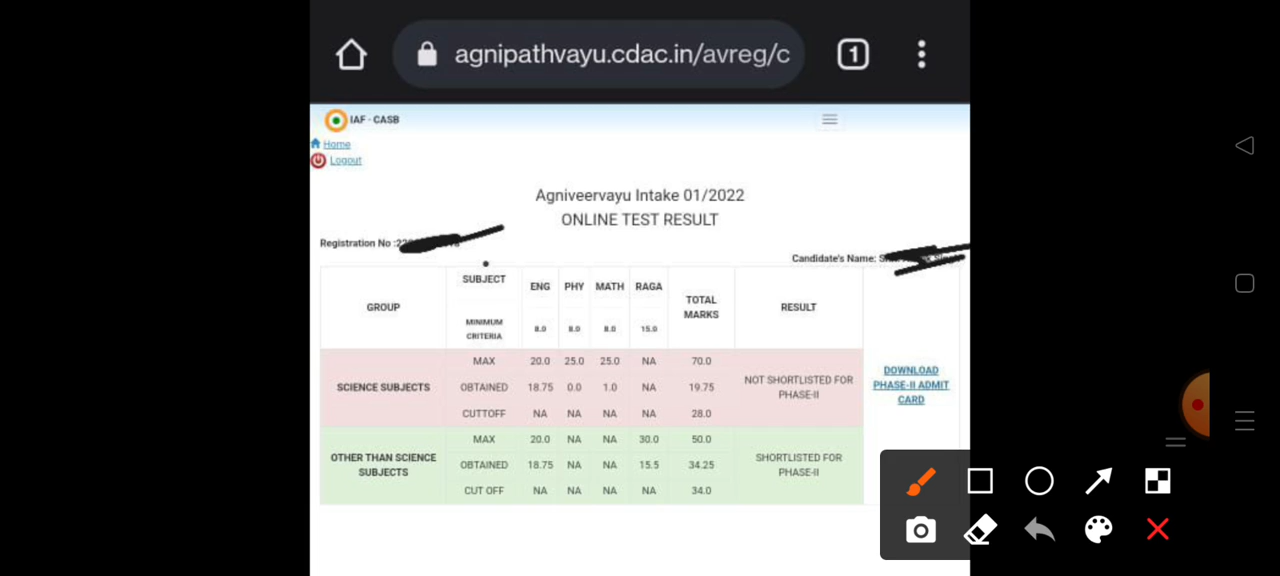 agnipathvayu.cdac.in/avreg/c
1
IAF - CASB
Home
Logout
Agniveervayu Intake 01/2022
ONLINE TEST RESULT
Registration No :
Candidate's Name:
GROUP SUBJECT ENG PHY MATH RAGA TOTAL MARKS RESULT
MINIMUM CRITERIA 8.0 8.0 8.0 15.0
SCIENCE SUBJECTS MAX 20.0 25.0 25.0 NA 70.0 NOT SHORTLISTED FOR PHASE-II
OBTAINED 18.75 0.0 1.0 NA 19.75
CUTTOFF NA NA NA NA 28.0
DOWNLOAD
PHASE-II ADMIT
CARD
OTHER THAN SCIENCE SUBJECTS MAX 20.0 NA NA 30.0 50.0 SHORTLISTED FOR PHASE-II
OBTAINED 18.75 NA NA 15.5 34.25
CUT OFF NA NA NA NA 34.0